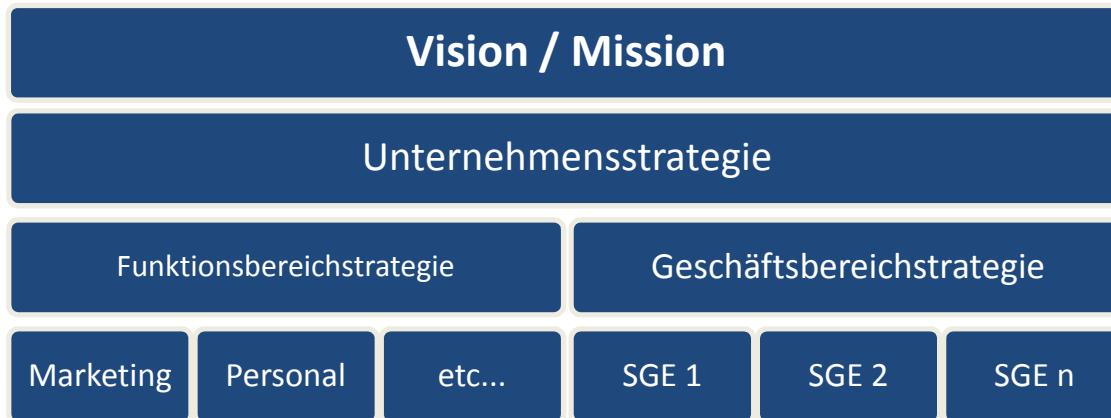 Vision / Mission
Unternehmensstrategie
Funktionsbereichstrategie
Geschäftsbereichstrategie
Marketing
Personal
etc...
SGE 1
SGE 2
SGE n